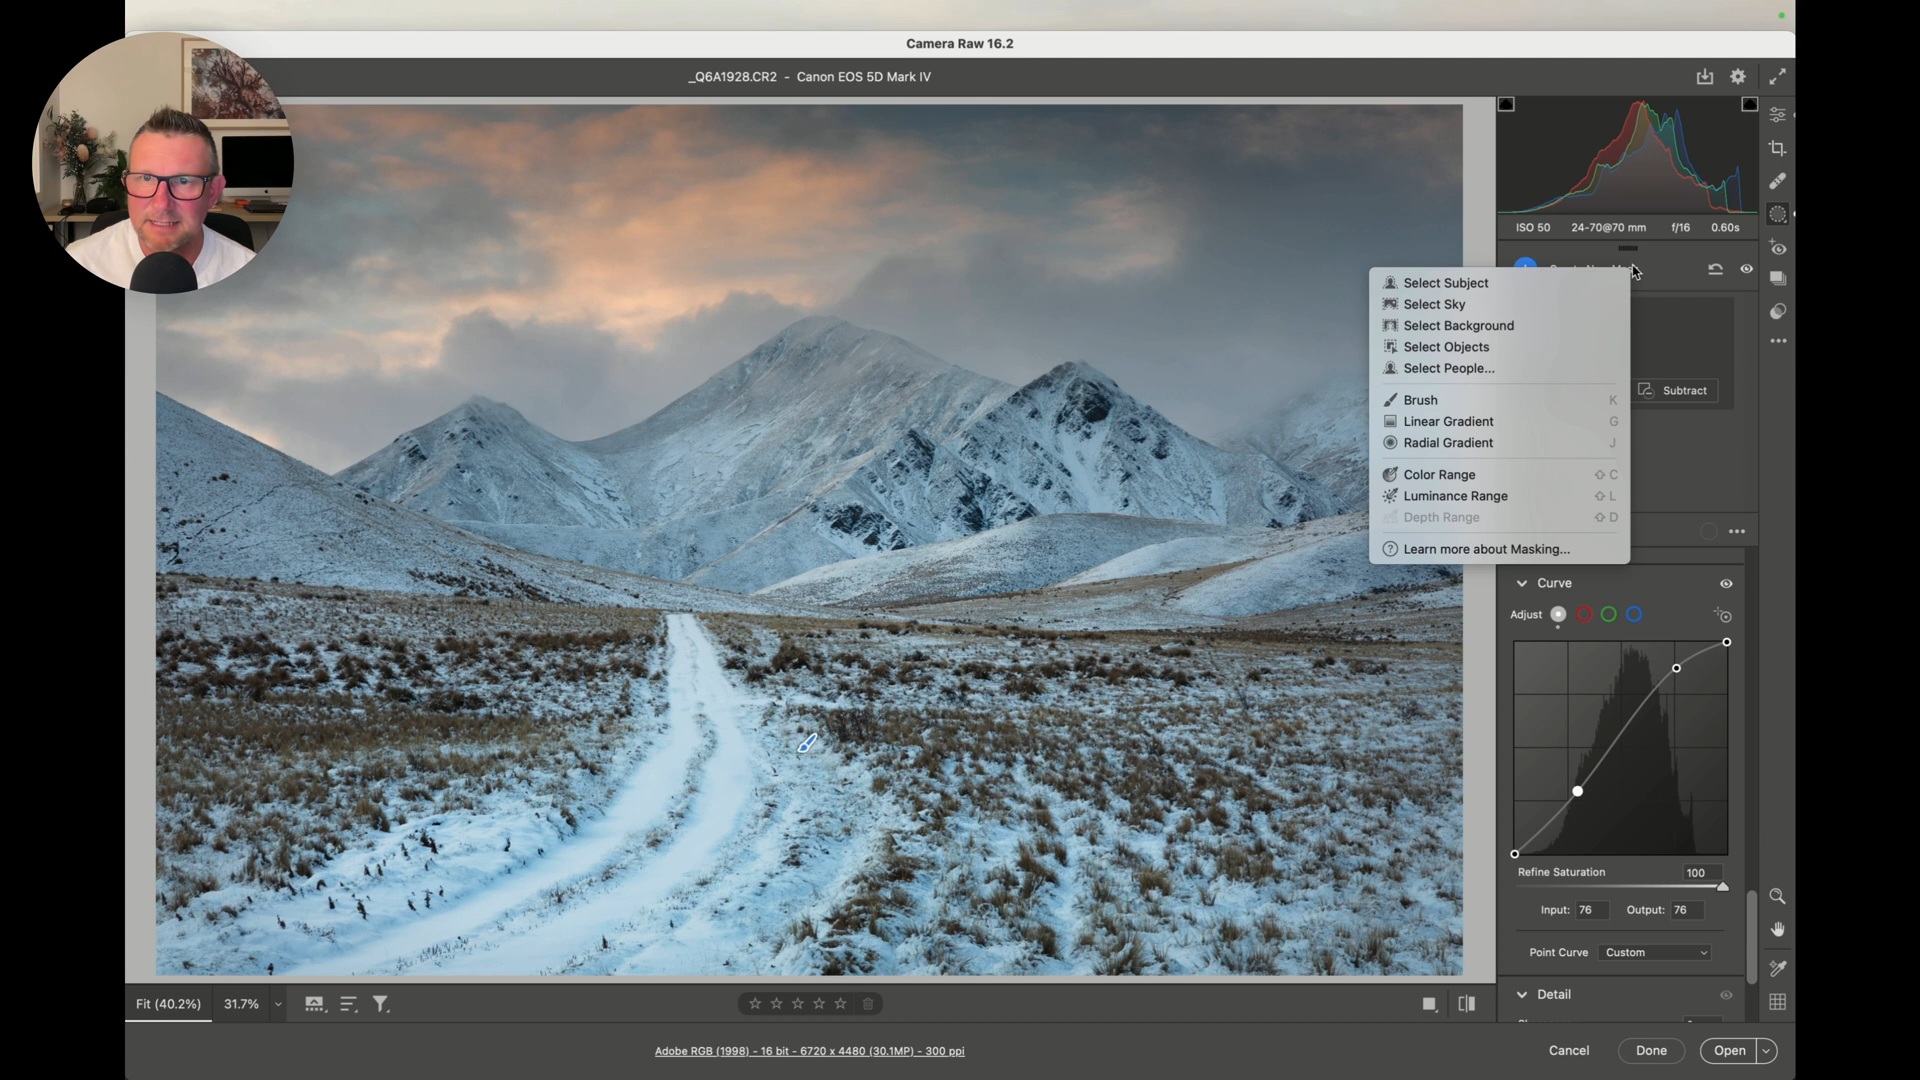 Camera Raw 16.2
_Q6A1928.CR2 - Canon EOS 5D Mark IV
ISO 50 24-70@70 mm f/16 0.60s
Select Subject
Select Sky
Select Background
Select Objects
Select People...
Subtract
Brush K
Linear Gradient G
Radial Gradient J
Color Range ⇧ C
Luminance Range ⇧ L
Depth Range ⇧ D
Learn more about Masking...
Curve
Adjust
Refine Saturation 100
Input: 76 Output: 76
Point Curve Custom
Detail
Fit (40.2%) 31.7%
Adobe RGB (1998) - 16 bit - 6720 x 4480 (30.1MP) - 300 ppi
Cancel Done Open